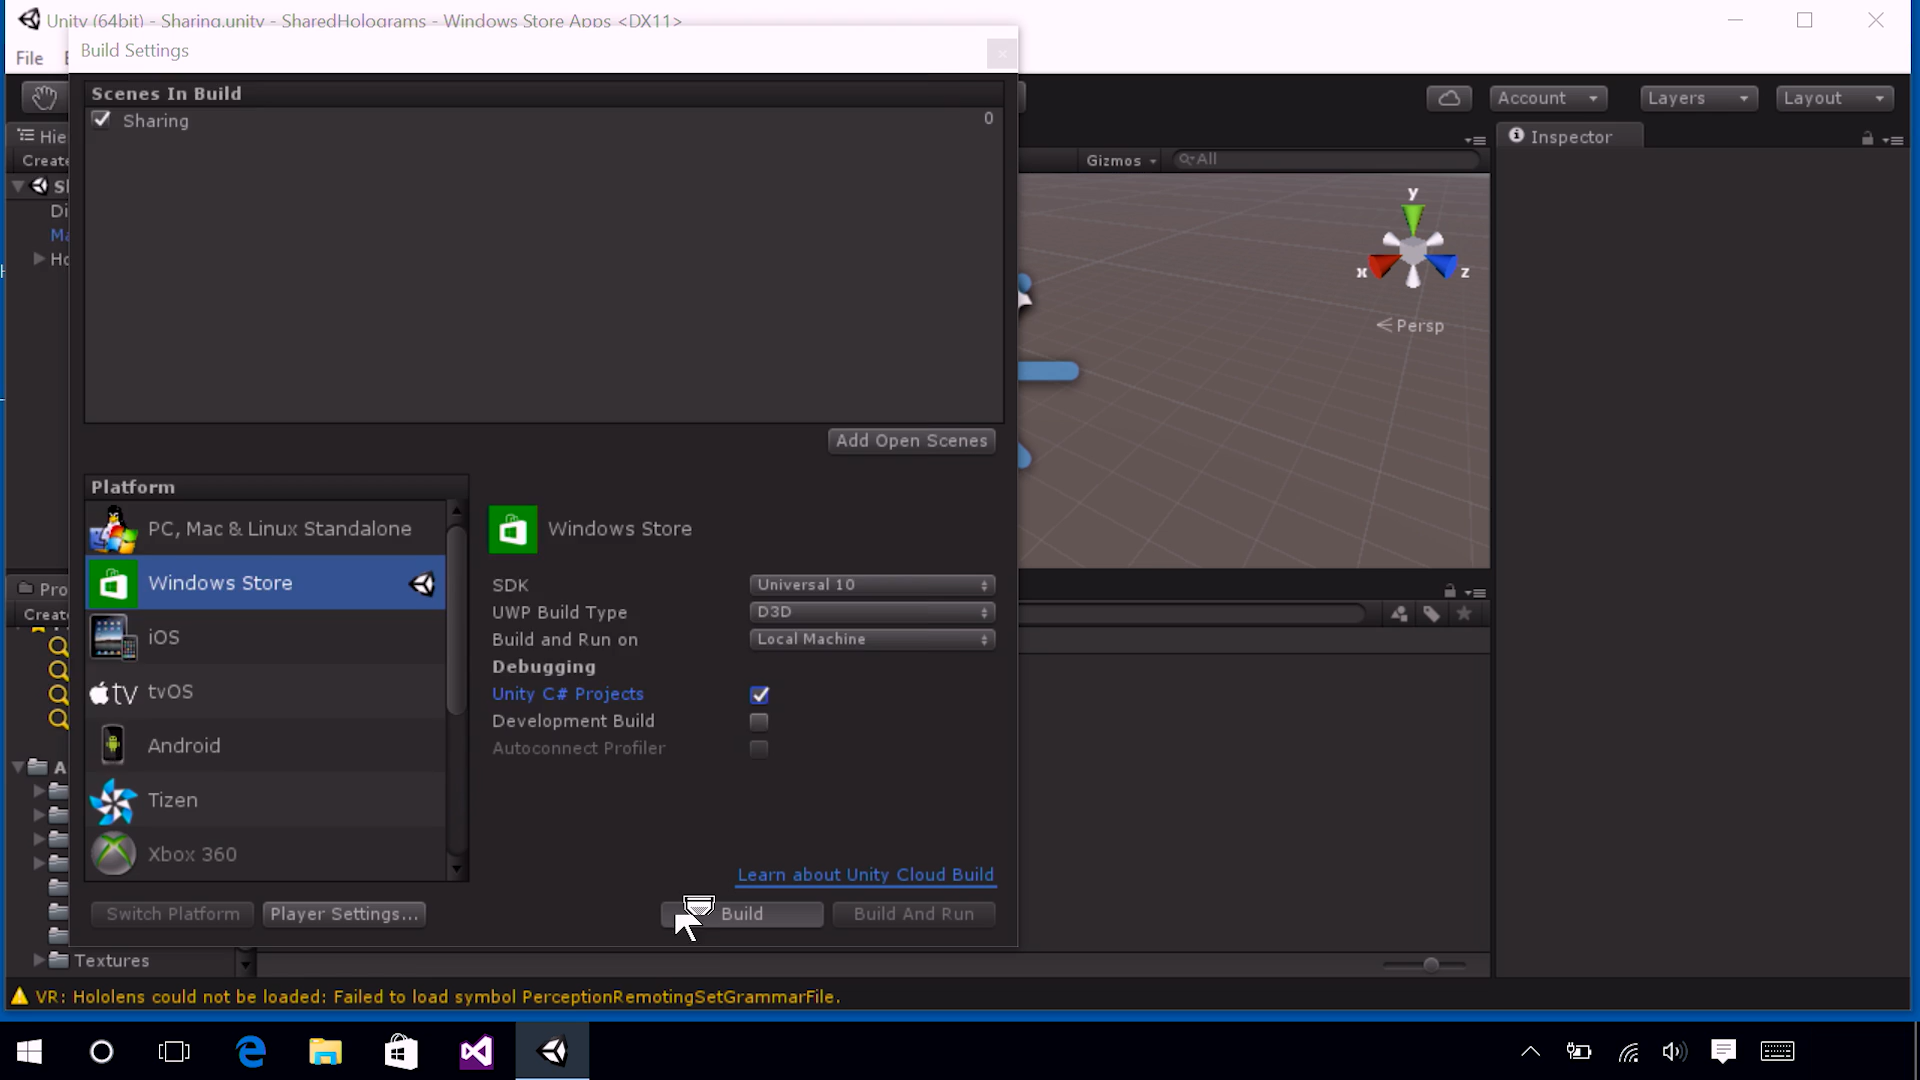 Unity (64bit) - Sharing.unity - SharedHolograms - Windows Store Apps <DX11>
Build Settings
File
Scenes In Build
Sharing
0
Account
Layers
Layout
Hie
Create
Inspector
Gizmos
All
y
x
z
Persp
Add Open Scenes
Platform
PC, Mac & Linux Standalone
Windows Store
iOS
tvOS
Android
Tizen
Xbox 360
Windows Store
SDK
Universal 10
UWP Build Type
D3D
Build and Run on
Local Machine
Debugging
Unity C# Projects
Development Build
Autoconnect Profiler
Learn about Unity Cloud Build
Switch Platform
Player Settings...
Build
Build And Run
Pro
Create
A
Textures
VR: Hololens could not be loaded: Failed to load symbol PerceptionRemotingSetGrammarFile.